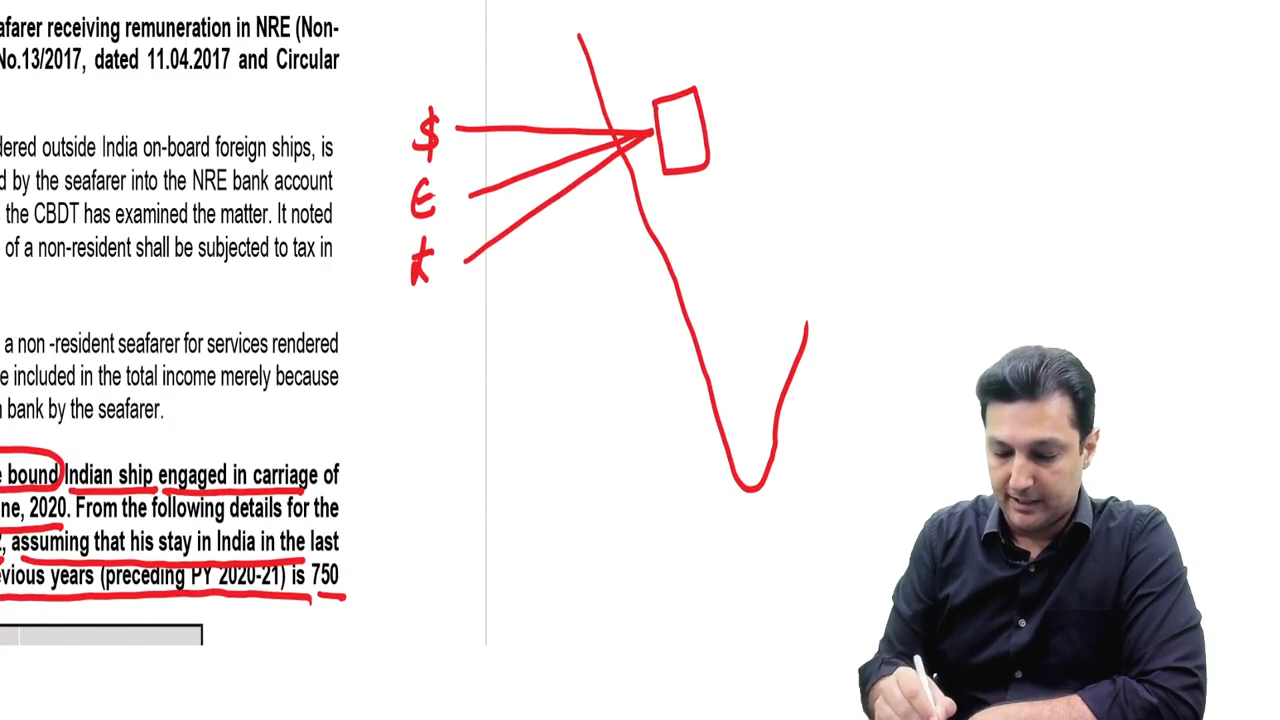 afarer receiving remuneration in NRE (Non-
No.13/2017, dated 11.04.2017 and Circular
dered outside India on-board foreign ships, is
d by the seafarer into the NRE bank account
the CBDT has examined the matter. It noted
of a non-resident shall be subjected to tax in
a non -resident seafarer for services rendered
e included in the total income merely because
n bank by the seafarer.
e bound Indian ship engaged in carriage of
ne, 2020. From the following details for the
2, assuming that his stay in India in the last
evious years (preceding PY 2020-21) is 750
$
€